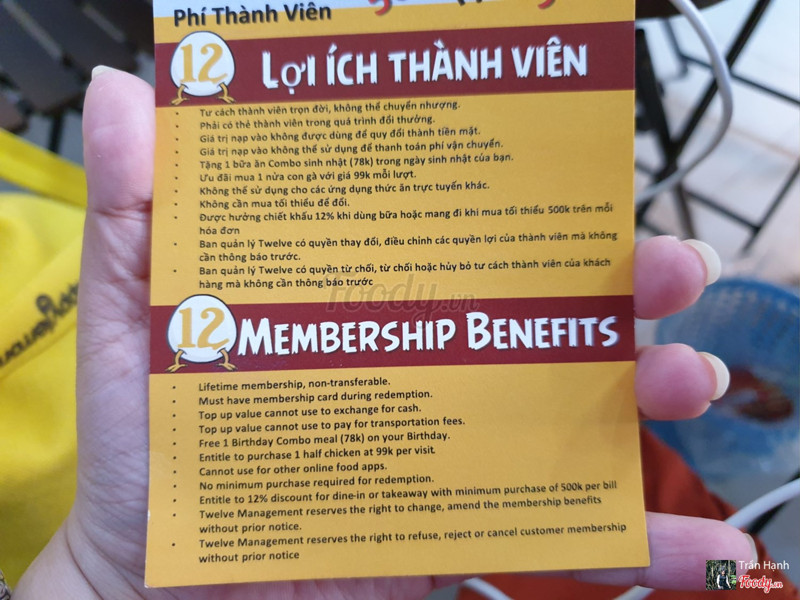 Phí Thành Viên
12 LỢI ÍCH THÀNH VIÊN
• Tư cách thành viên trọn đời, không thể chuyển nhượng.
• Phải có thẻ thành viên trong quá trình đổi thưởng.
• Giá trị nạp vào không được dùng để quy đổi thành tiền mặt.
• Giá trị nạp vào không thể sử dụng để thanh toán phí vận chuyển.
• Tặng 1 bữa ăn Combo sinh nhật (78k) trong ngày sinh nhật của bạn.
• Ưu đãi mua 1 nửa con gà với giá 99k mỗi lượt.
• Không thể sử dụng cho các ứng dụng thức ăn trực tuyến khác.
• Không cần mua tối thiểu để đổi.
• Được hưởng chiết khấu 12% khi dùng bữa hoặc mang đi khi mua tối thiểu 500k trên mỗi
hóa đơn
• Ban quản lý Twelve có quyền thay đổi, điều chỉnh các quyền lợi của thành viên mà không
cần thông báo trước.
• Ban quản lý Twelve có quyền từ chối, từ chối hoặc hủy bỏ tư cách thành viên của khách
hàng mà không cần thông báo trước
Foody.vn
12 MEMBERSHIP BENEFITS
• Lifetime membership, non-transferable.
• Must have membership card during redemption.
• Top up value cannot use to exchange for cash.
• Top up value cannot use to pay for transportation fees.
• Free 1 Birthday Combo meal (78k) on your Birthday.
• Entitle to purchase 1 half chicken at 99k per visit.
• Cannot use for other online food apps.
• No minimum purchase required for redemption.
• Entitle to 12% discount for dine-in or takeaway with minimum purchase of 500k per bill
• Twelve Management reserves the right to change, amend the membership benefits
without prior notice.
• Twelve Management reserves the right to refuse, reject or cancel customer membership
without prior notice
Trần Hạnh
Foody.vn